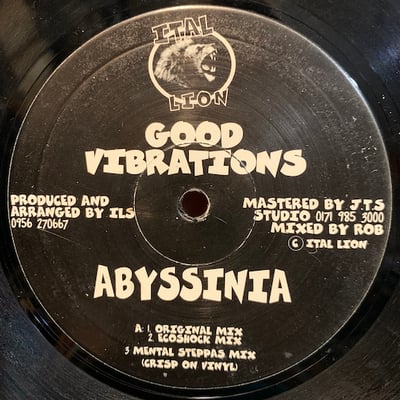 ITAL
LION
GOOD
VIBRATIONS
PRODUCED AND
ARRANGED BY ILS
0956 270667
MASTERED BY J.T.S
STUDIO 0171 985 3000
MIXED BY ROB
© ITAL LION
ABYSSINIA
A: 1. ORIGINAL MIX
2. ECOSHOCK MIX
3 MENTAL STEPPAS MIX
(CRISP ON VINYL)